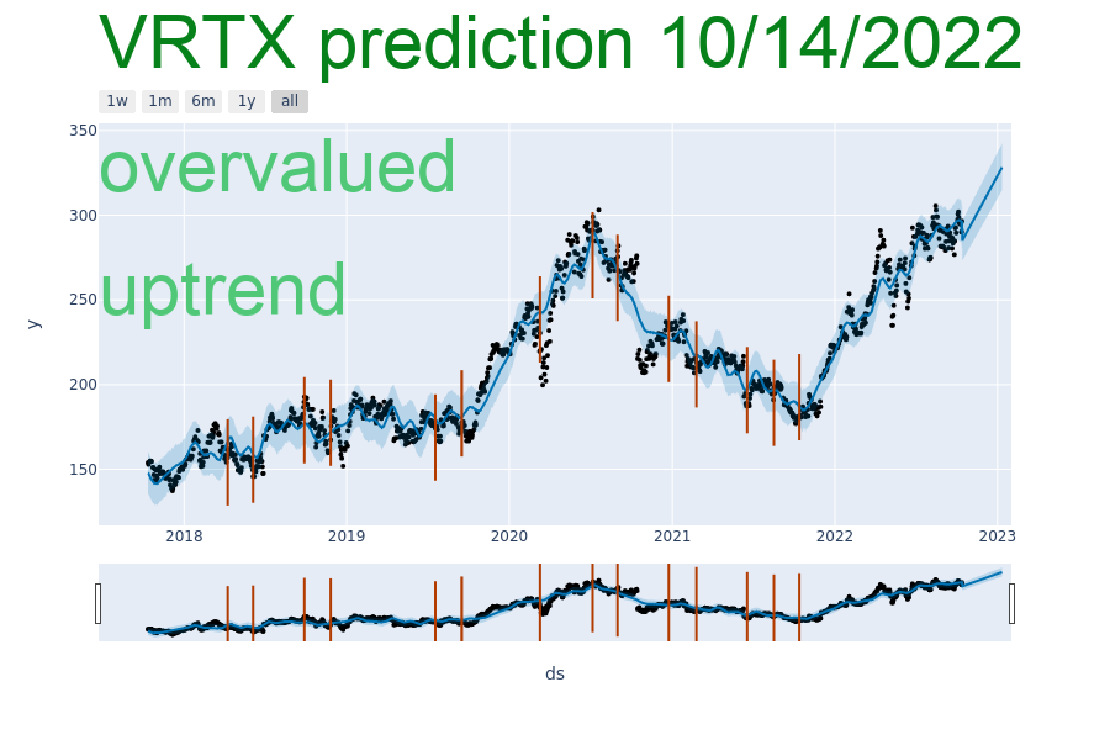 VRTX prediction 10/14/2022
1w 1m 6m 1y all
350
overvalued
300
uptrend
250
y
200
150
2018 2019 2020 2021 2022 2023
ds